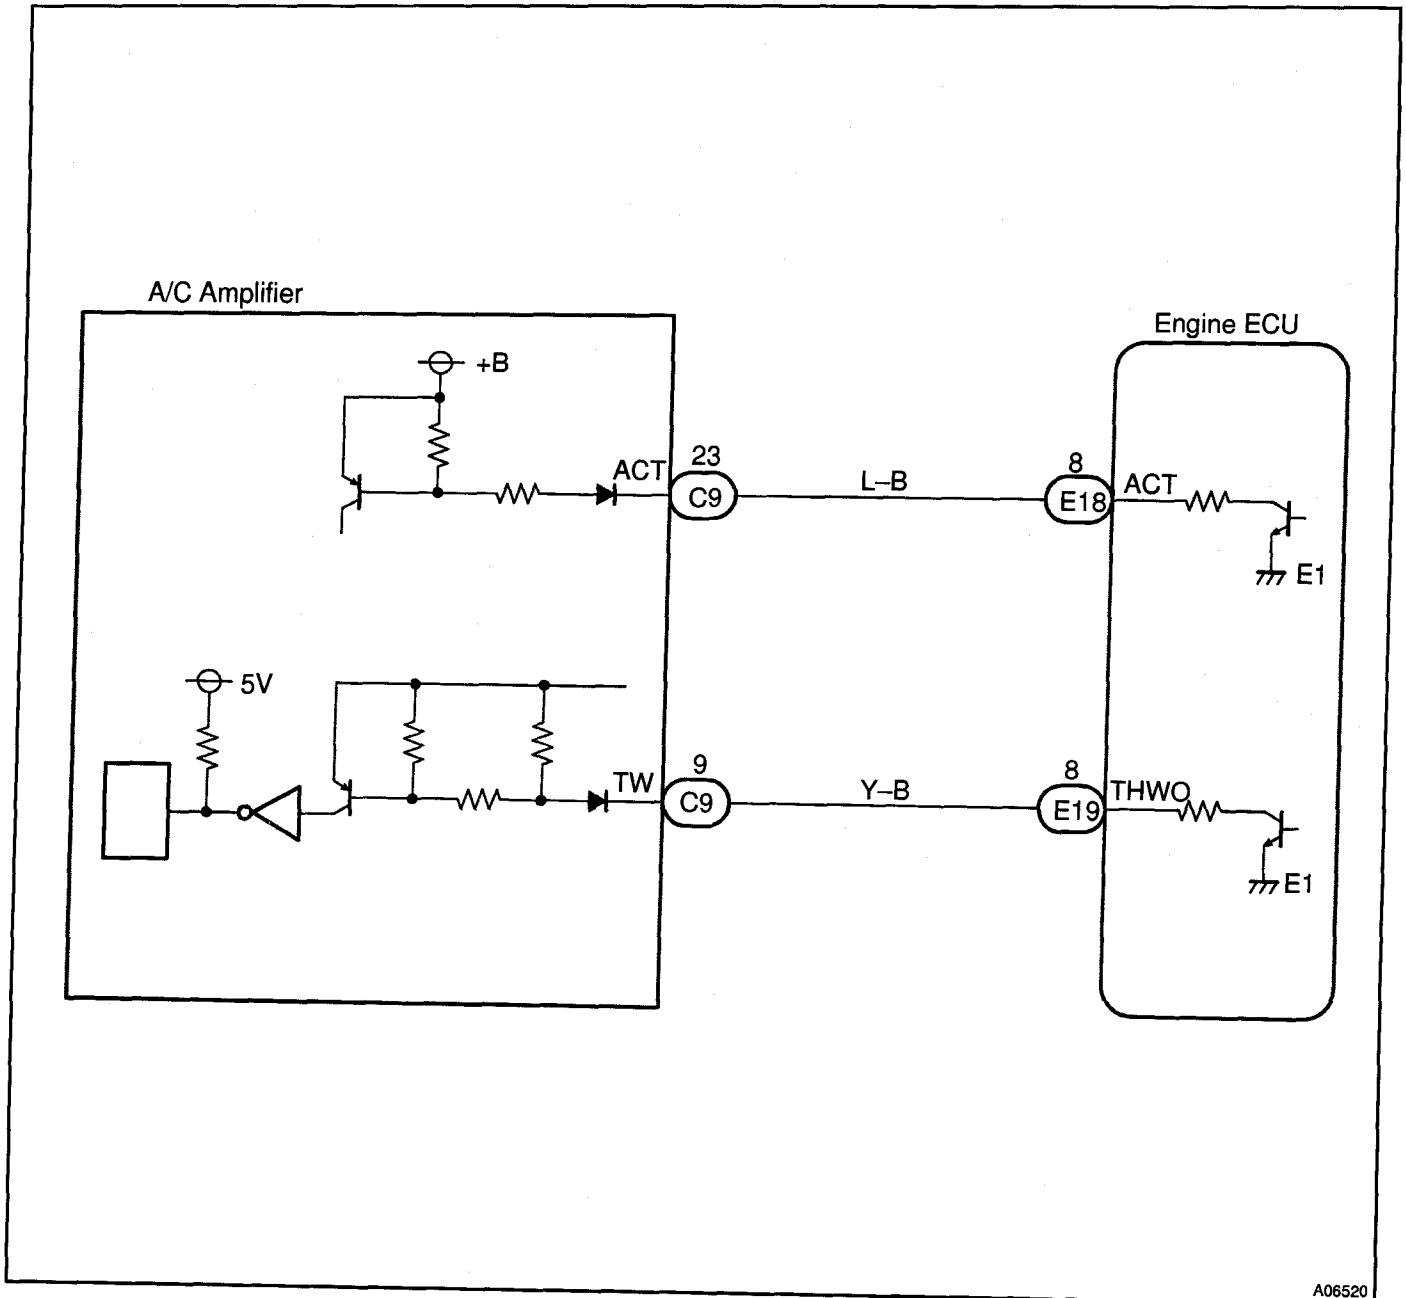 A/C Amplifier
Engine ECU
+B
ACT
23
C9
L–B
8
E18
ACT
E1
5V
TW
9
C9
Y–B
8
E19
THWO
E1
A06520